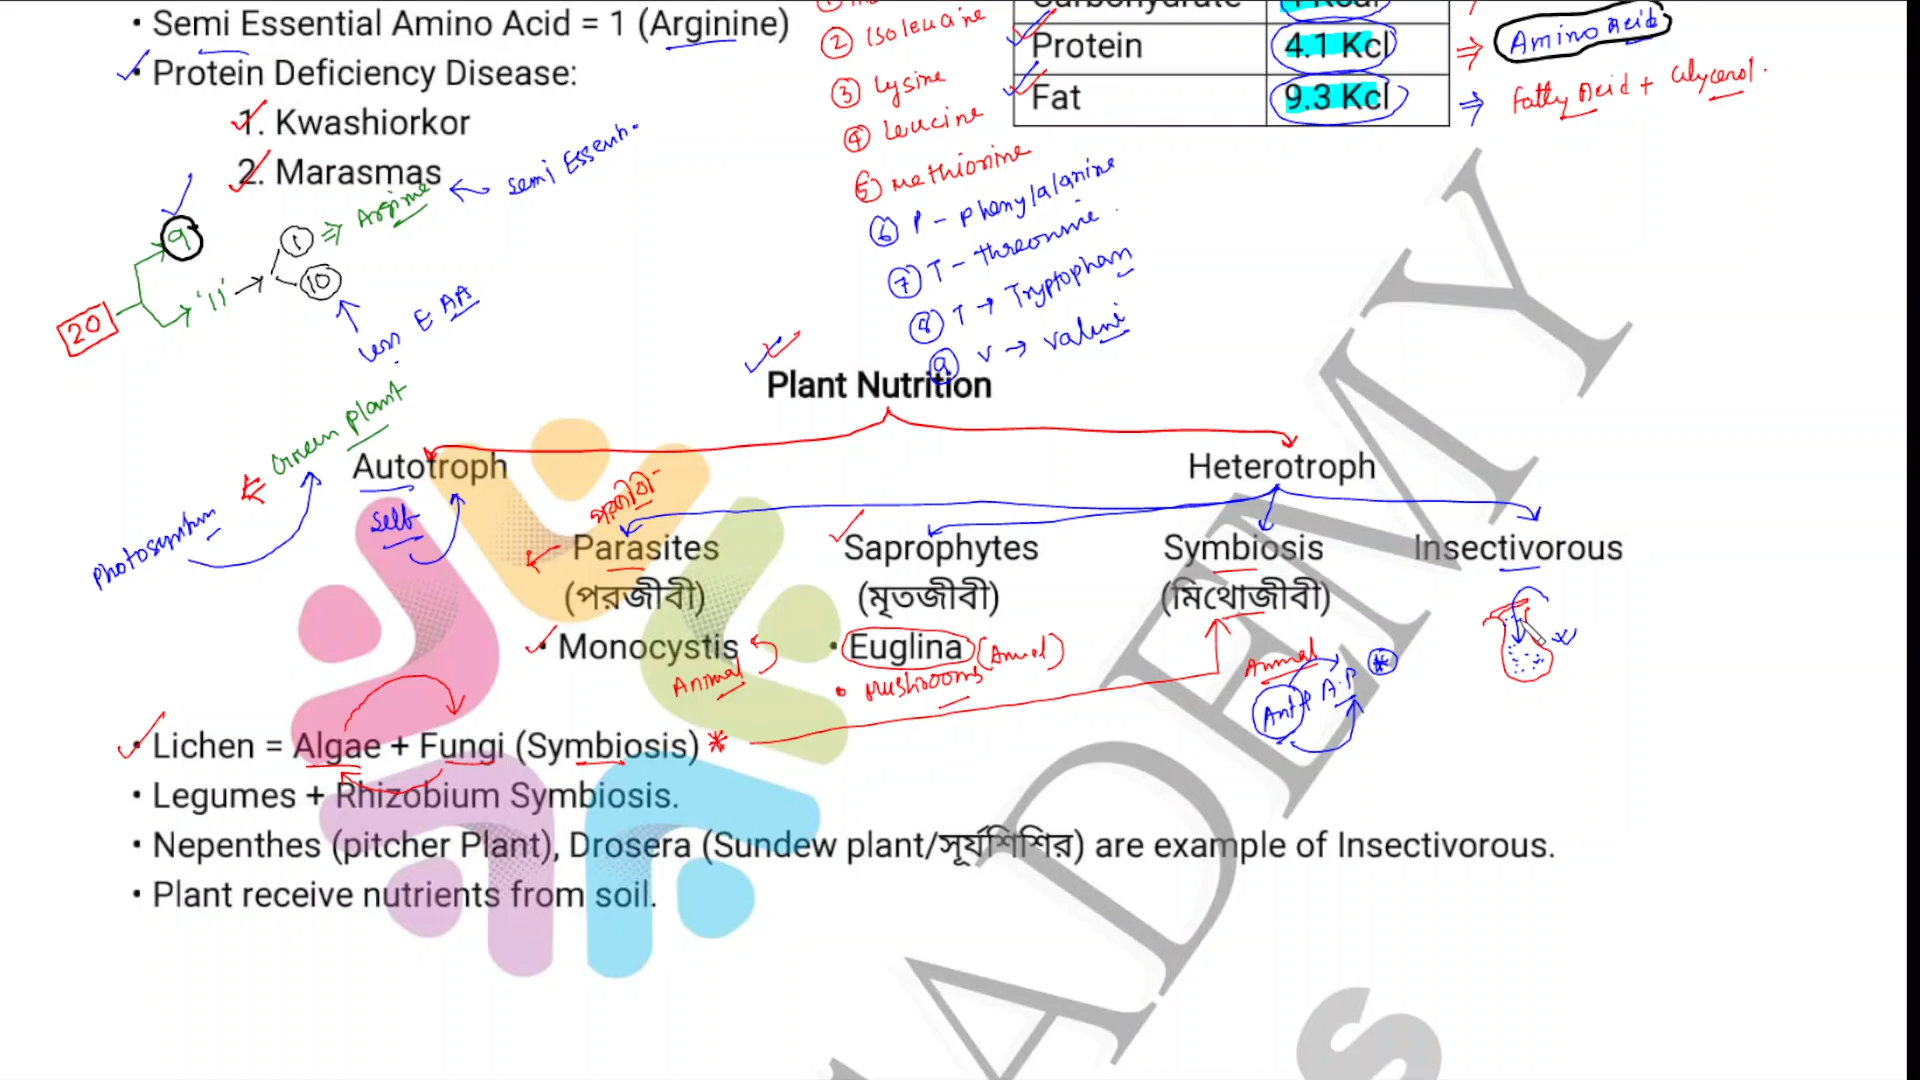 • Semi Essential Amino Acid = 1 (Arginine)
• Protein Deficiency Disease:
1. Kwashiorkor
2. Marasmas
Semi Essenti.
Arginine
9
20
'11'
1
10
less E AA
② Isoleucine
③ Lysine
④ Leucine
⑤ Methionine
⑥ P - phenylalanine
⑦ T - threonine
⑧ T → Tryptophan
⑨ V → valini
Protein 4.1 Kcl ⇒ Amino Acid
Fat 9.3 Kcl ⇒ Fatty Acid + Glycerol.
Plant Nutrition
Green plant
Autotroph
Heterotroph
Self
Parasites
Saprophytes
Symbiosis
Insectivorous
(পরজীবী)
(মৃতজীবী)
(মিথোজীবী)
• Monocystis
Animal
• Euglina
• Mushrooms
Animal
Ant + A.P
• Lichen = Algae + Fungi (Symbiosis) *
• Legumes + Rhizobium Symbiosis.
• Nepenthes (pitcher Plant), Drosera (Sundew plant/সূর্যশিশির) are example of Insectivorous.
• Plant receive nutrients from soil.
ADEMY